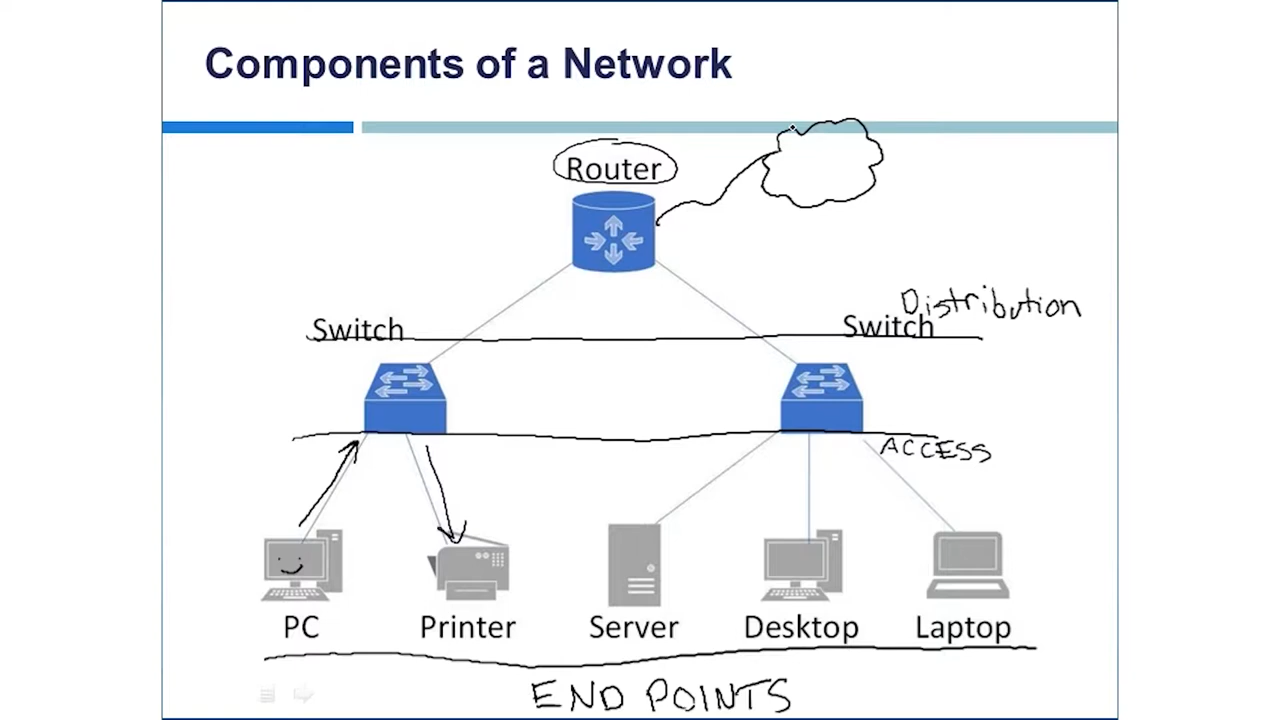 Components of a Network
Router
Distribution
Switch Switch
ACCESS
PC Printer Server Desktop Laptop
END POINTS